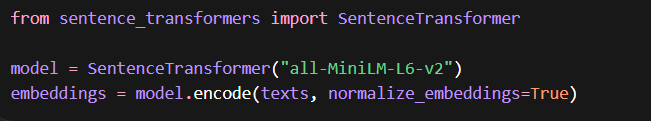 from sentence_transformers import SentenceTransformer
model = SentenceTransformer("all-MiniLM-L6-v2")
embeddings = model.encode(texts, normalize_embeddings=True)